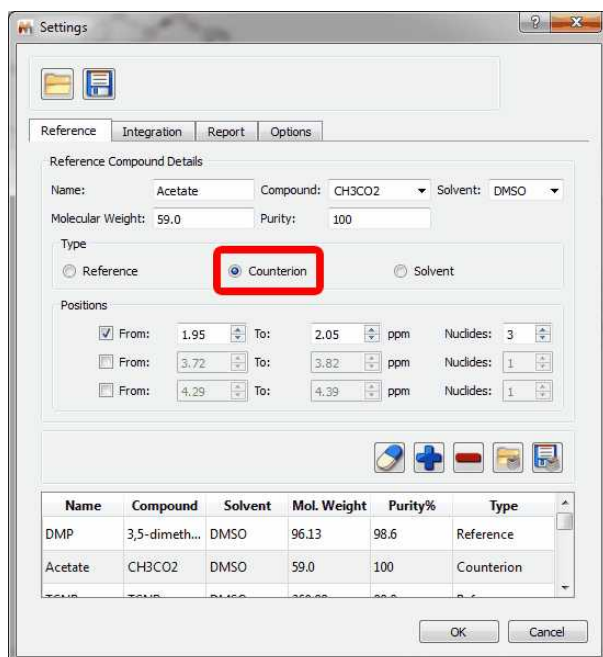 Settings
Reference Integration Report Options
Reference Compound Details
Name: Acetate Compound: CH3CO2 Solvent: DMSO
Molecular Weight: 59.0 Purity: 100
Type
Reference Counterion Solvent
Positions
From: 1.95 To: 2.05 ppm Nuclides: 3
From: 3.72 To: 3.82 ppm Nuclides: 1
From: 4.29 To: 4.39 ppm Nuclides: 1
Name Compound Solvent Mol. Weight Purity% Type
DMP 3,5-dimeth... DMSO 96.13 98.6 Reference
Acetate CH3CO2 DMSO 59.0 100 Counterion
OK Cancel